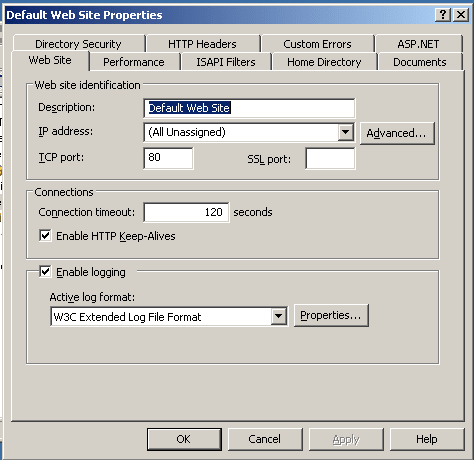 Default Web Site Properties
Directory Security HTTP Headers Custom Errors ASP.NET
Web Site Performance ISAPI Filters Home Directory Documents
Web site identification
Description: Default Web Site
IP address: (All Unassigned) Advanced...
TCP port: 80 SSL port:
Connections
Connection timeout: 120 seconds
Enable HTTP Keep-Alives
Enable logging
Active log format:
W3C Extended Log File Format Properties...
OK Cancel Apply Help